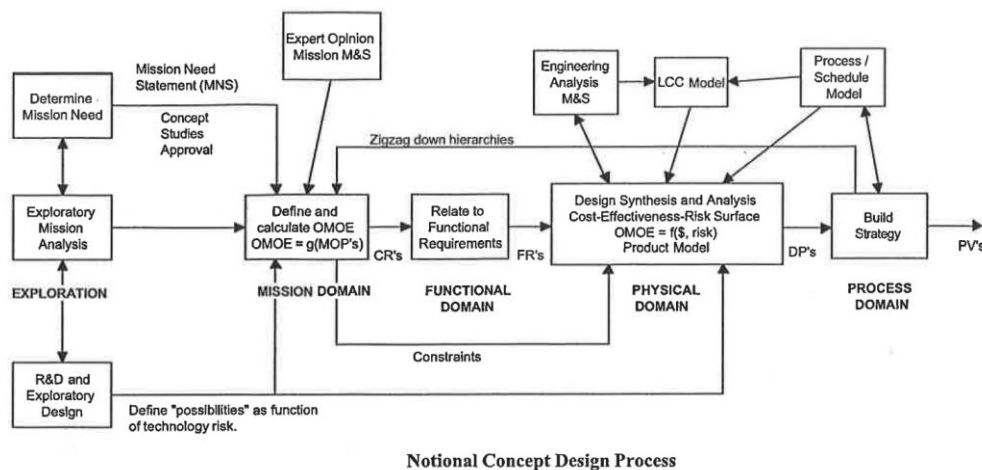 Expert Opinion
Mission M&S
Mission Need
Statement (MNS)
Determine
Mission Need
Concept
Studies
Approval
Engineering
Analysis
M&S
LCC Model
Process /
Schedule
Model
Zigzag down hierarchies
Exploratory
Mission
Analysis
Define and
calculate OMOE
OMOE = g(MOP's)
CR's
Relate to
Functional
Requirements
FR's
Design Synthesis and Analysis
Cost-Effectiveness-Risk Surface
OMOE = f($, risk)
Product Model
DP's
Build
Strategy
PV's
EXPLORATION
MISSION DOMAIN
FUNCTIONAL
DOMAIN
PHYSICAL
DOMAIN
PROCESS
DOMAIN
Constraints
R&D and
Exploratory
Design
Define "possibilities" as function
of technology risk.
Notional Concept Design Process